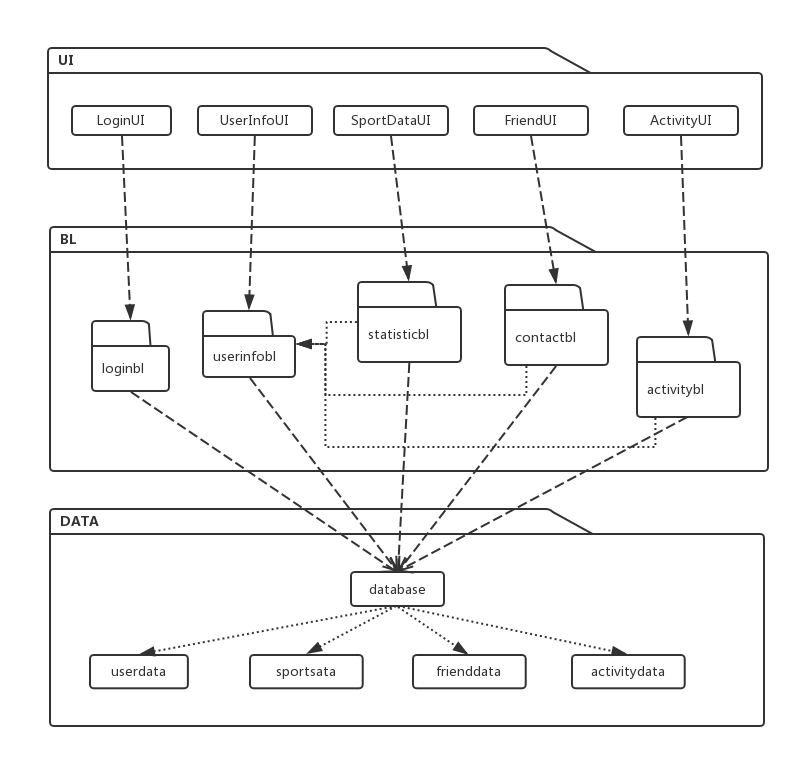 UI
LoginUI
UserInfoUI
SportDataUI
FriendUI
ActivityUI
BL
loginbl
userinfobl
statisticbl
contactbl
activitybl
DATA
database
userdata
sportsata
frienddata
activitydata